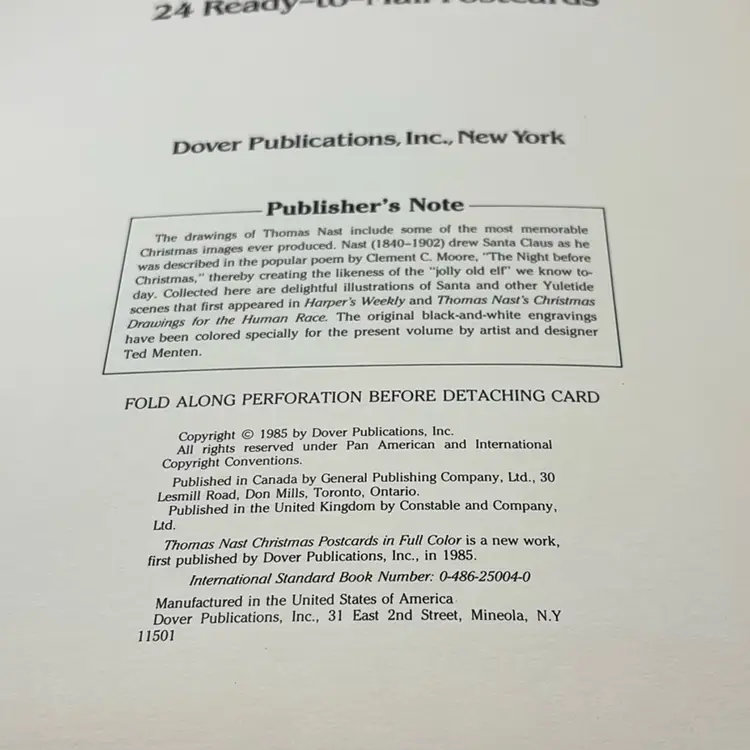 24 Ready-to-Mail Postcards
Dover Publications, Inc., New York
Publisher's Note
The drawings of Thomas Nast include some of the most memorable
Christmas images ever produced. Nast (1840–1902) drew Santa Claus as he
was described in the popular poem by Clement C. Moore, "The Night before
Christmas," thereby creating the likeness of the "jolly old elf" we know to-
day. Collected here are delightful illustrations of Santa and other Yuletide
scenes that first appeared in Harper's Weekly and Thomas Nast's Christmas
Drawings for the Human Race. The original black-and-white engravings
have been colored specially for the present volume by artist and designer
Ted Menten.
FOLD ALONG PERFORATION BEFORE DETACHING CARD
Copyright © 1985 by Dover Publications, Inc.
All rights reserved under Pan American and International
Copyright Conventions.
Published in Canada by General Publishing Company, Ltd., 30
Lesmill Road, Don Mills, Toronto, Ontario.
Published in the United Kingdom by Constable and Company,
Ltd.
Thomas Nast Christmas Postcards in Full Color is a new work,
first published by Dover Publications, Inc., in 1985.
International Standard Book Number: 0-486-25004-0
Manufactured in the United States of America
Dover Publications, Inc., 31 East 2nd Street, Mineola, N.Y
11501